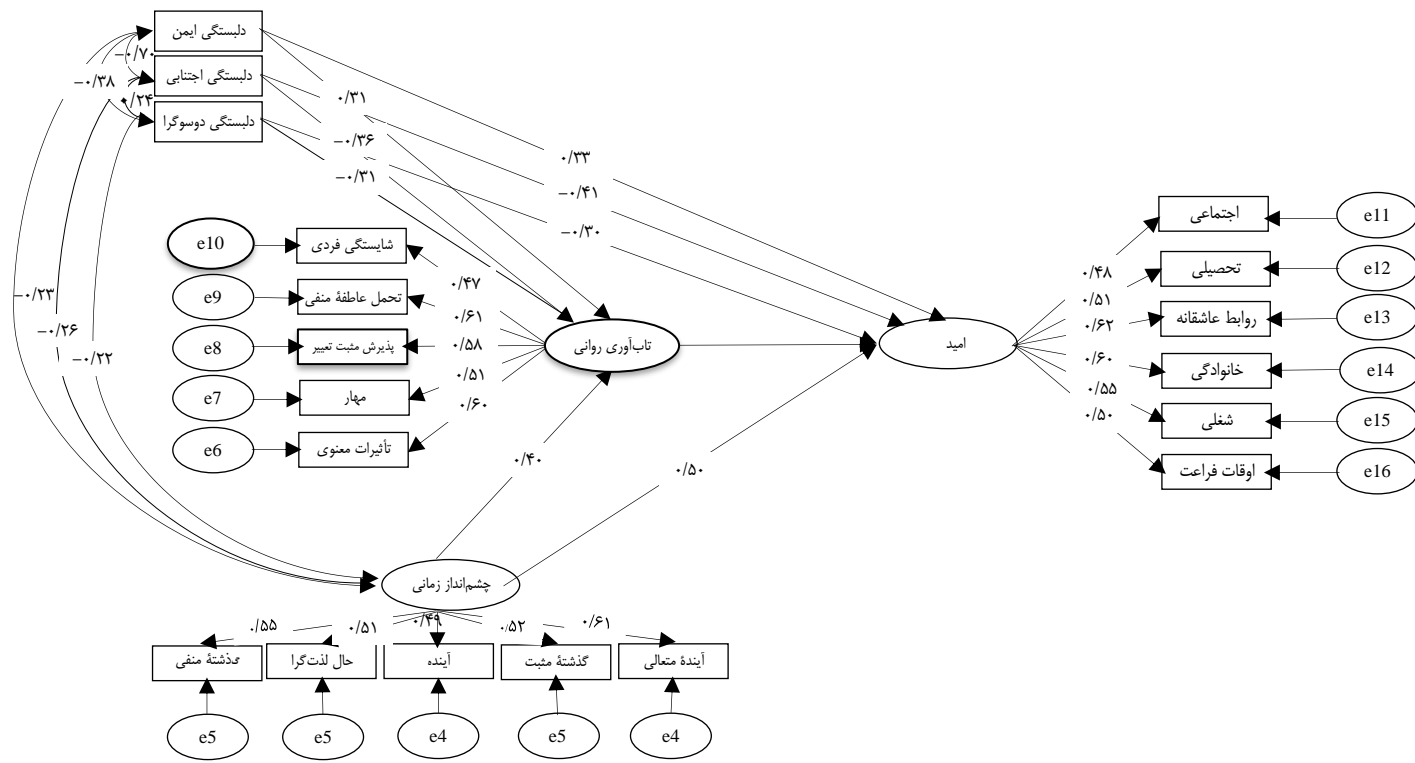 دلبستگی ایمن
دلبستگی اجتنابی
دلبستگی دوسوگرا
−۰/۷۰
−۰/۳۸
۰/۲۴
۰/۳۱
−۰/۳۶
−۰/۳۱
۰/۳۳
−۰/۴۱
−۰/۳۰
e10
شایستگی فردی
e9
تحمل عاطفهٔ منفی
e8
پذیرش مثبت تعییر
e7
مهار
e6
تأثیرات معنوی
۰/۴۷
۰/۶۱
۰/۵۸
۰/۵۱
۰/۶۰
تاب‌آوری روانی
امید
۰/۴۸
۰/۵۱
۰/۶۲
۰/۶۰
۰/۵۵
۰/۵۰
اجتماعی
e11
تحصیلی
e12
روابط عاشقانه
e13
خانوادگی
e14
شغلی
e15
اوقات فراعت
e16
−۰/۲۳
−۰/۲۶
−۰/۲۲
۰/۴۰
۰/۵۰
چشم‌انداز زمانی
۰/۵۵
۰/۵۱
۰/۴۹
۰/۵۲
۰/۶۱
گذشتهٔ منفی
حال لذت‌گرا
آینده
گذشتهٔ مثبت
آیندهٔ متعالی
e5
e5
e4
e5
e4